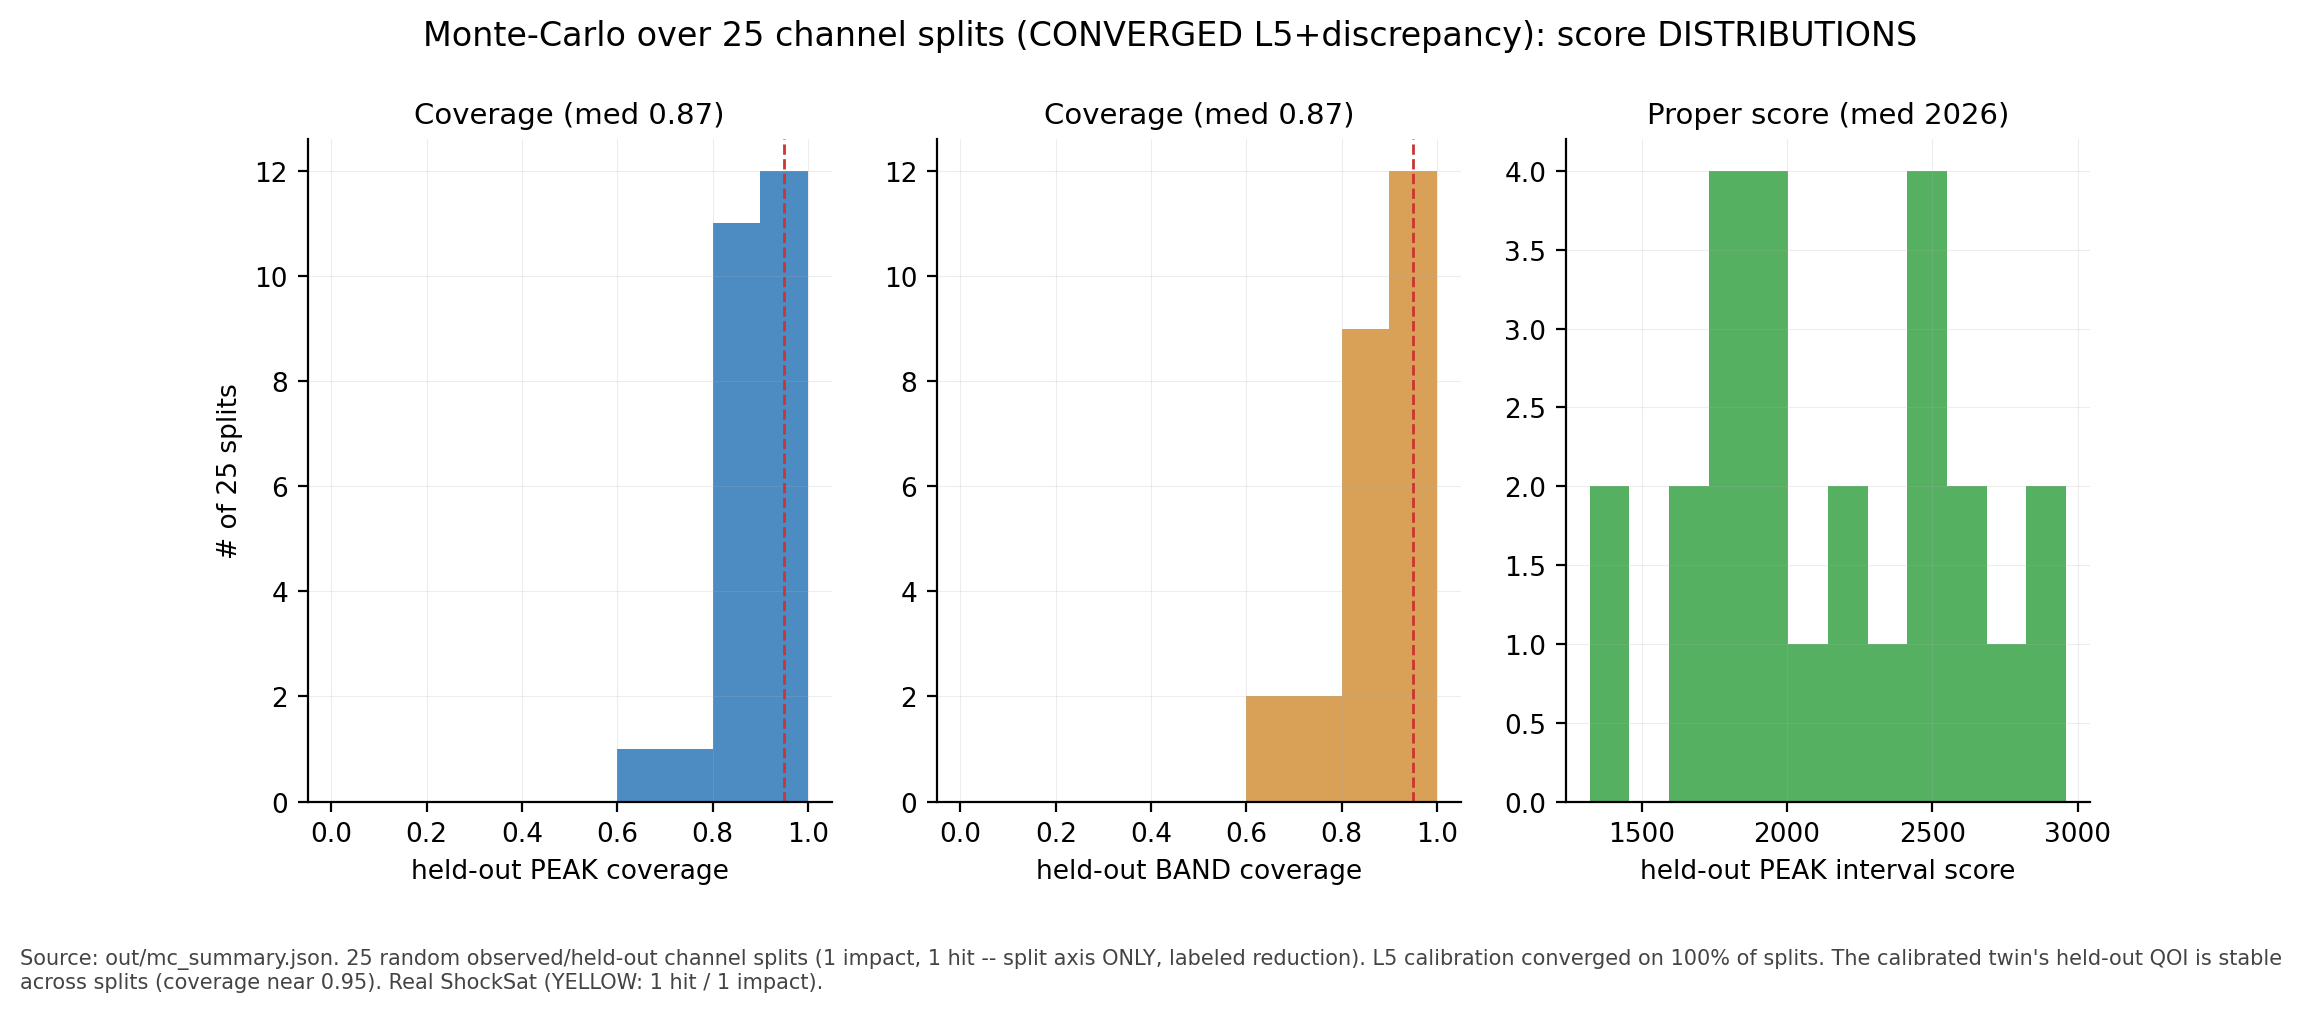 Monte-Carlo over 25 channel splits (CONVERGED L5+discrepancy): score DISTRIBUTIONS
Coverage (med 0.87)
12
10
8
6
4
2
0
# of 25 splits
0.0 0.2 0.4 0.6 0.8 1.0
held-out PEAK coverage
Coverage (med 0.87)
12
10
8
6
4
2
0
0.0 0.2 0.4 0.6 0.8 1.0
held-out BAND coverage
Proper score (med 2026)
4.0
3.5
3.0
2.5
2.0
1.5
1.0
0.5
0.0
1500 2000 2500 3000
held-out PEAK interval score
Source: out/mc_summary.json. 25 random observed/held-out channel splits (1 impact, 1 hit -- split axis ONLY, labeled reduction). L5 calibration converged on 100% of splits. The calibrated twin's held-out QOI is stable
across splits (coverage near 0.95). Real ShockSat (YELLOW: 1 hit / 1 impact).